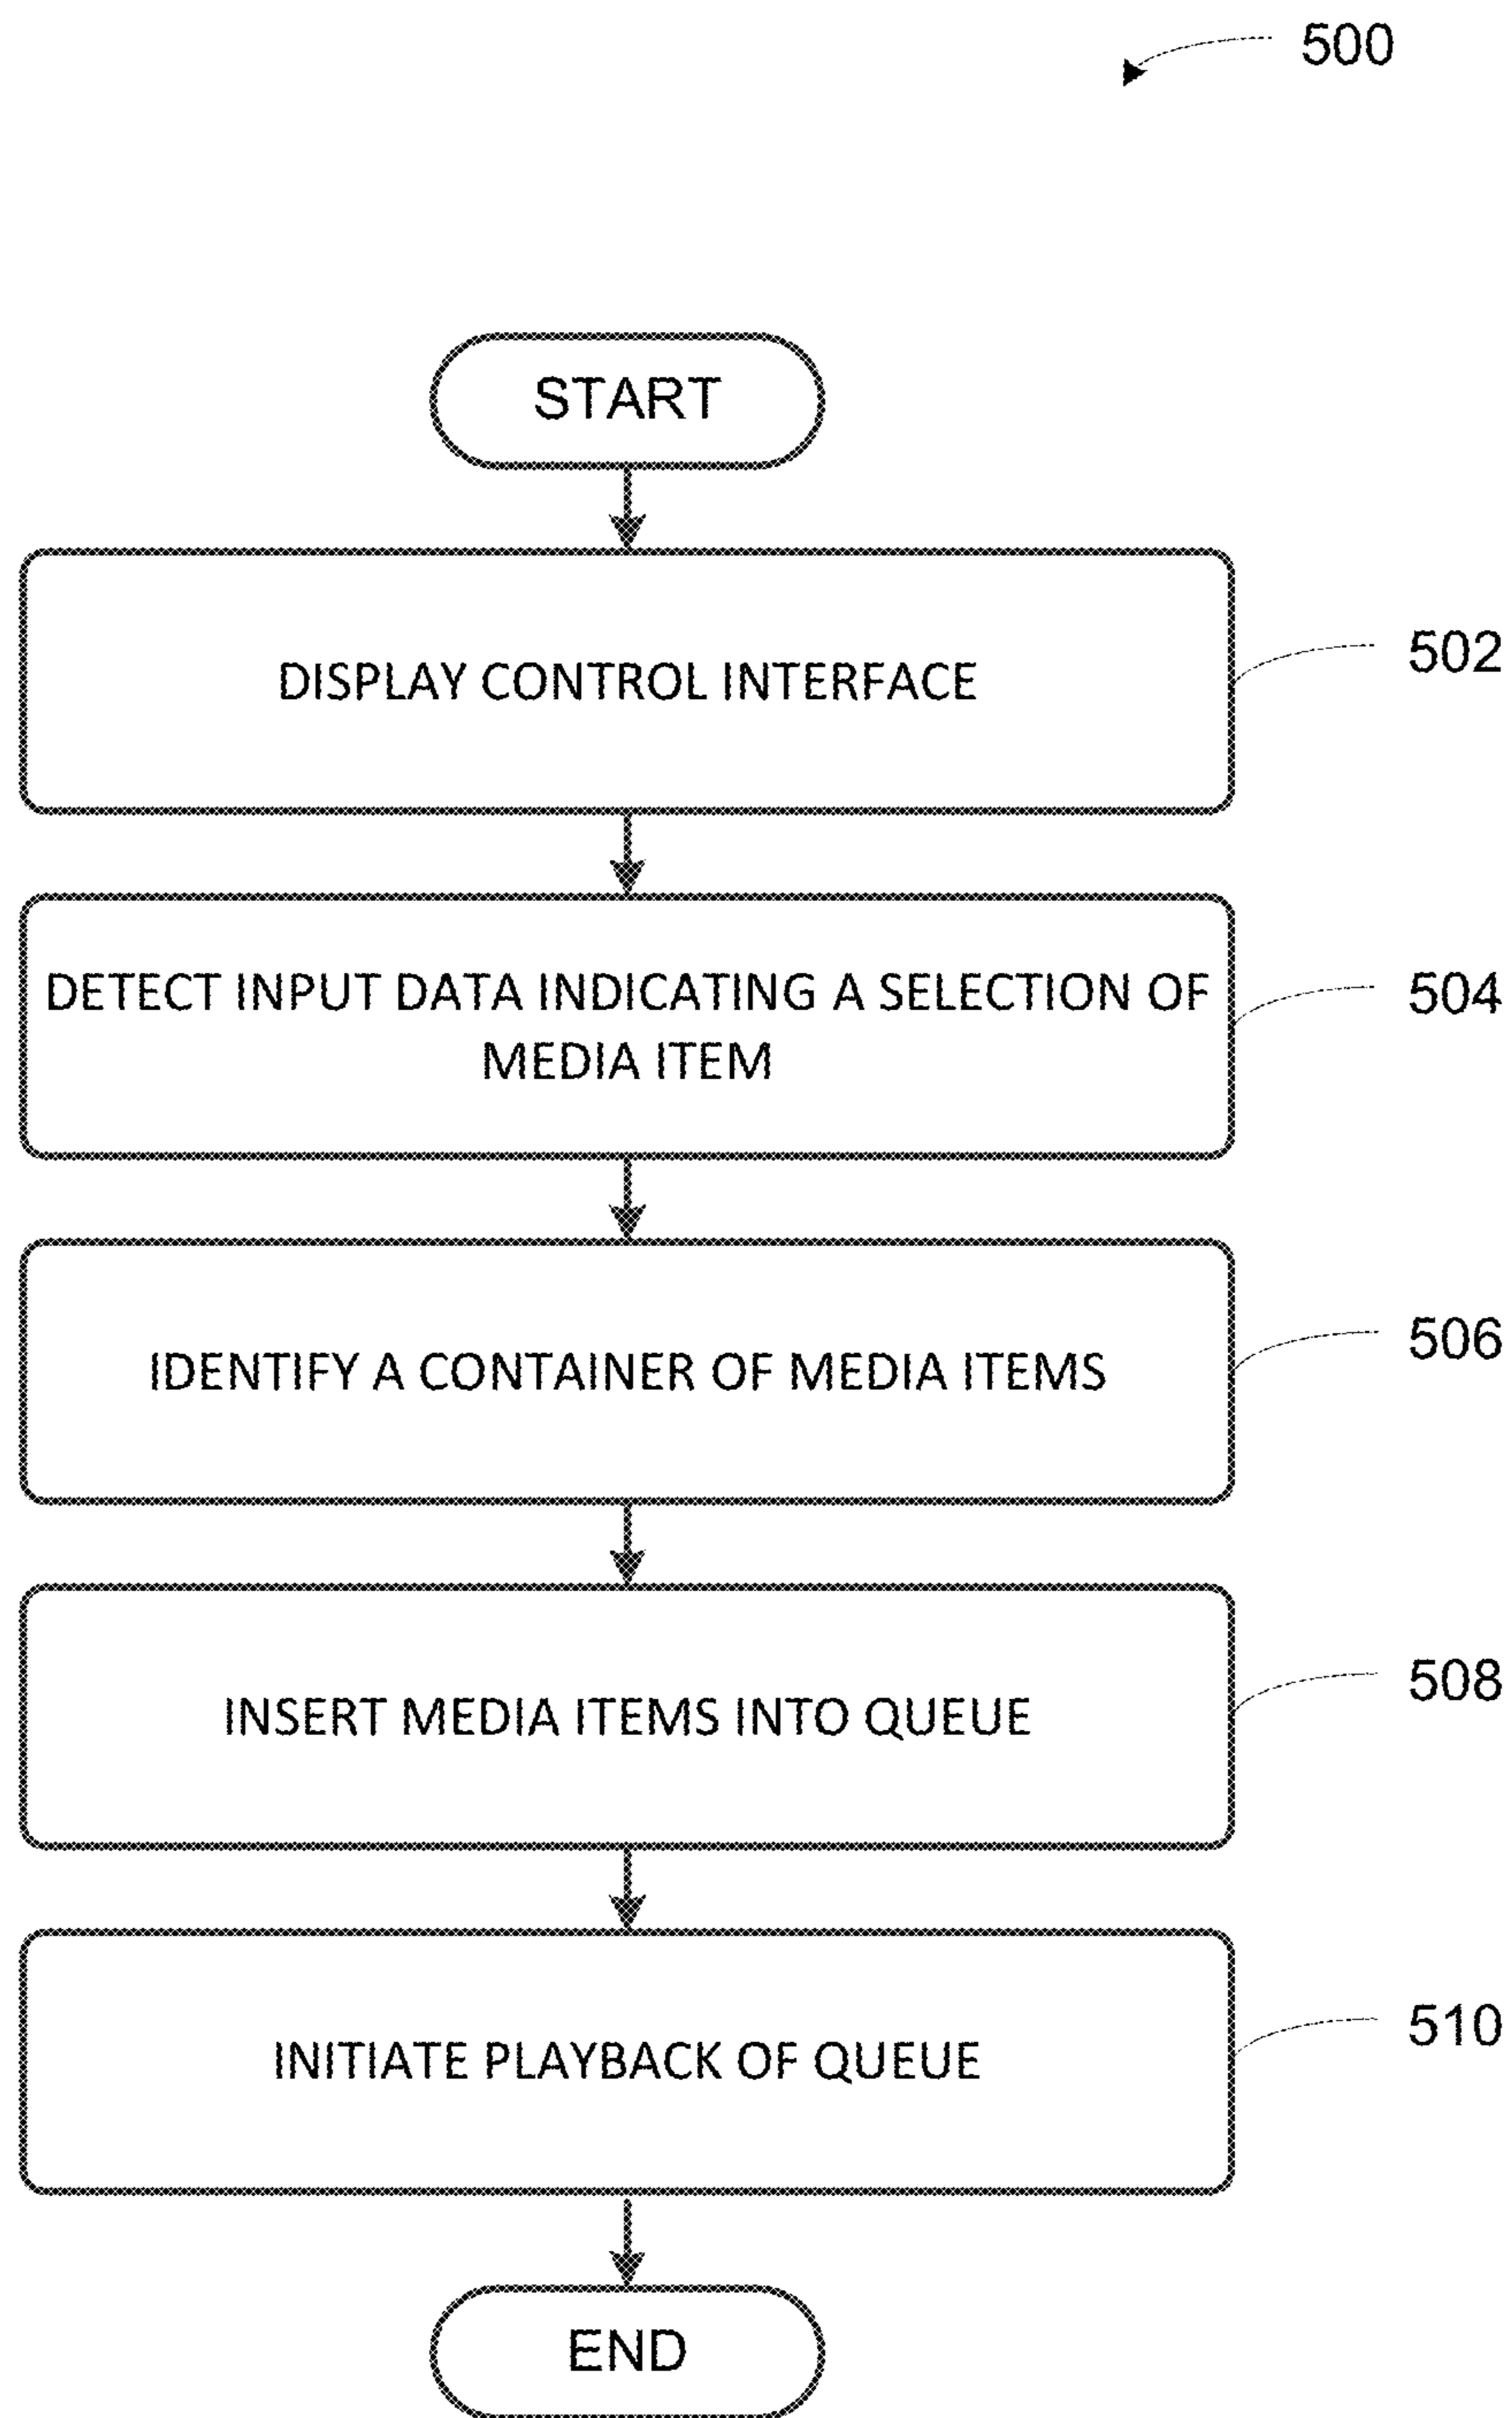 500
START
DISPLAY CONTROL INTERFACE
502
DETECT INPUT DATA INDICATING A SELECTION OF
MEDIA ITEM
504
IDENTIFY A CONTAINER OF MEDIA ITEMS
506
INSERT MEDIA ITEMS INTO QUEUE
508
INITIATE PLAYBACK OF QUEUE
510
END